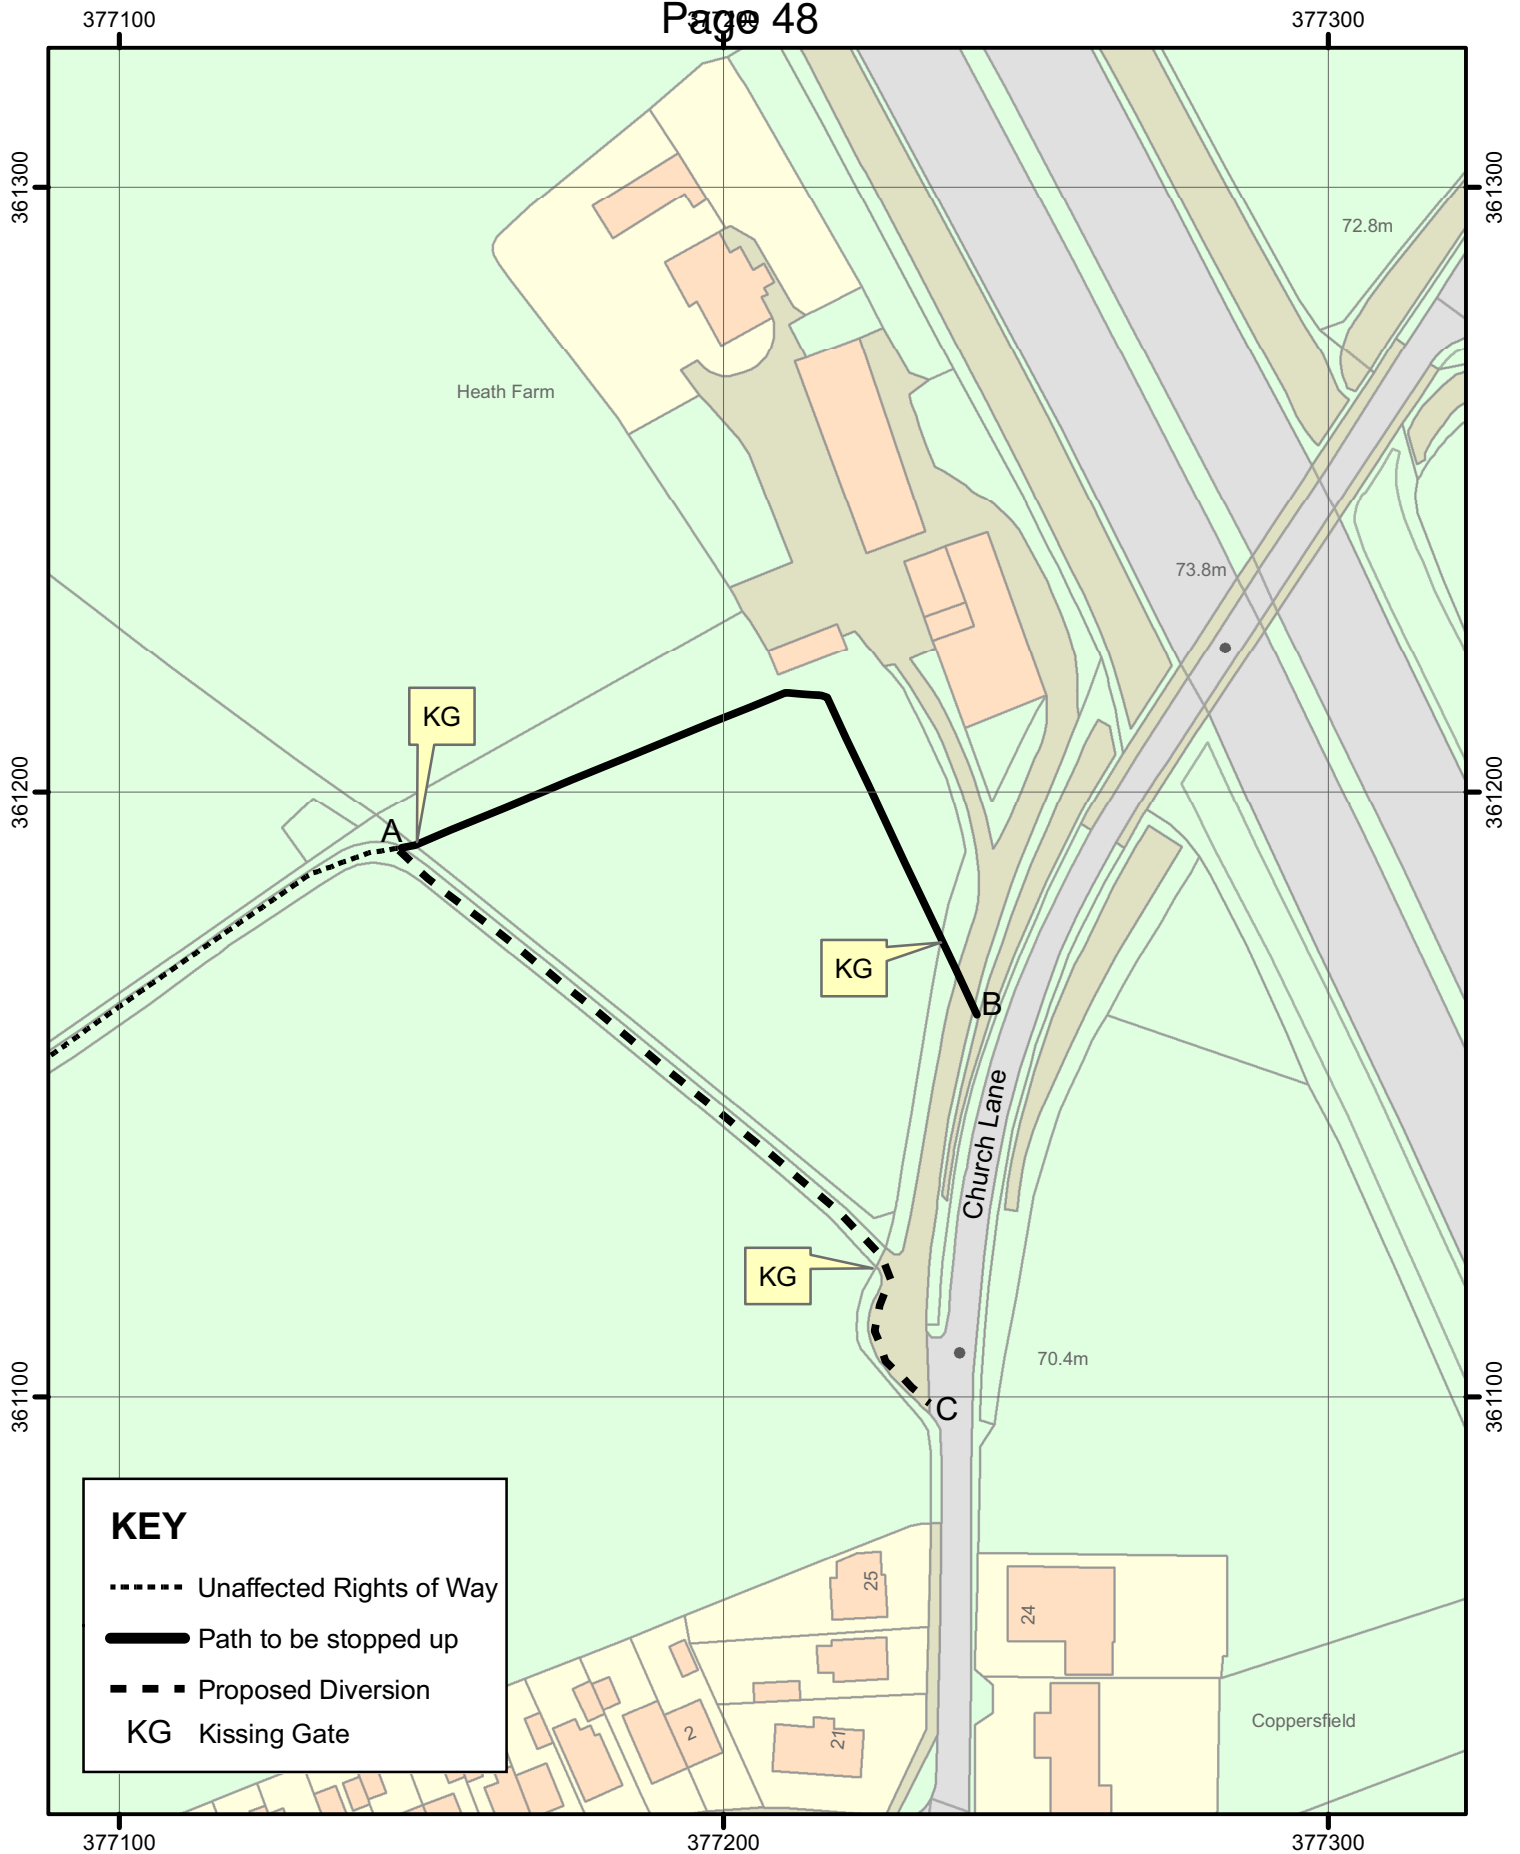 Page 48
377100
377200
377300
361300
361300
72.8m
Heath Farm
73.8m
KG
361200
361200
A
KG
B
Church Lane
KG
70.4m
361100
361100
C
KEY
Unaffected Rights of Way
Path to be stopped up
Proposed Diversion
KG Kissing Gate
25
24
2
21
Coppersfield
377100
377200
377300